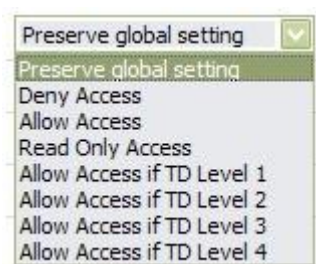 Preserve global setting
Preserve global setting
Deny Access
Allow Access
Read Only Access
Allow Access if TD Level 1
Allow Access if TD Level 2
Allow Access if TD Level 3
Allow Access if TD Level 4